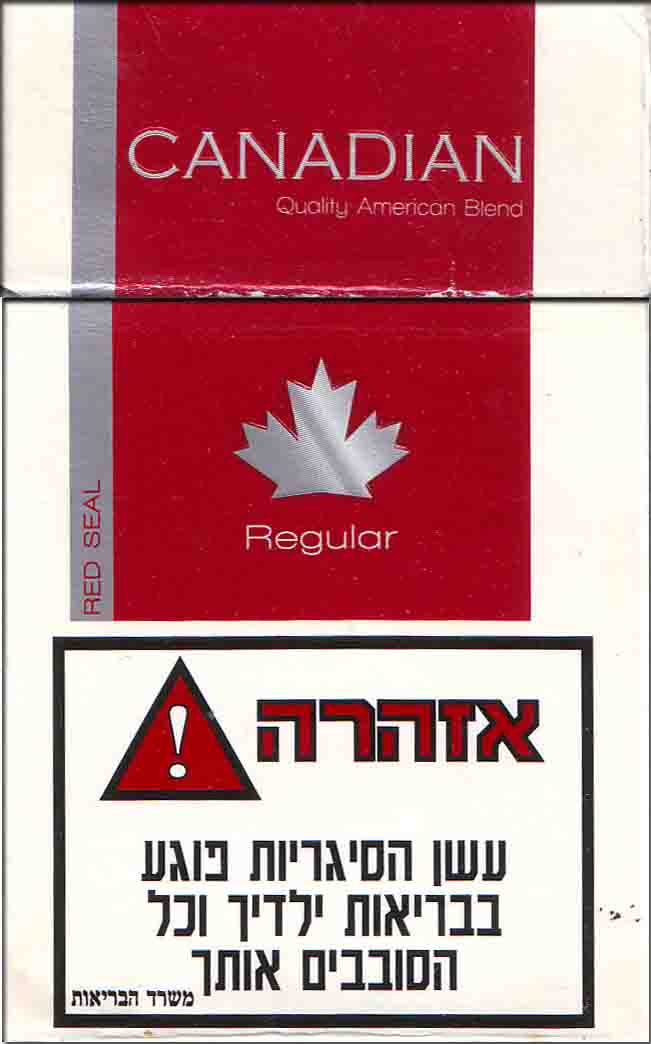 CANADIAN
Quality American Blend
RED SEAL
Regular
אזהרה
עשן הסיגריות פוגע
בבריאות ילדיך וכל
הסובבים אותך
משרד הבריאות